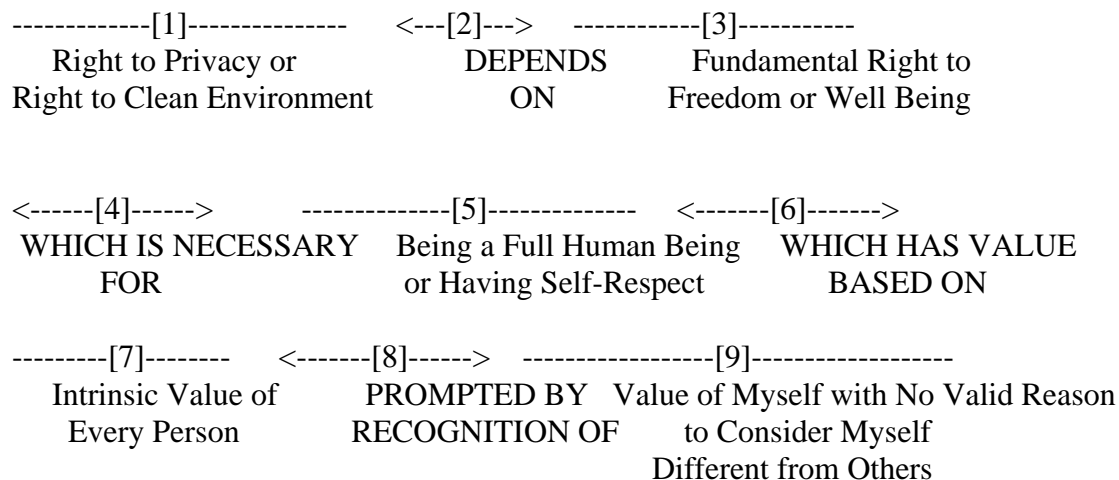 -------------[1]--------------- <---[2]---> ------------[3]-----------
Right to Privacy or DEPENDS Fundamental Right to
Right to Clean Environment ON Freedom or Well Being
<------[4]------> --------------[5]-------------- <-------[6]------->
WHICH IS NECESSARY Being a Full Human Being WHICH HAS VALUE
FOR or Having Self-Respect BASED ON
---------[7]-------- <-------[8]------> ------------------[9]-------------------
Intrinsic Value of PROMPTED BY Value of Myself with No Valid Reason
Every Person RECOGNITION OF to Consider Myself
Different from Others